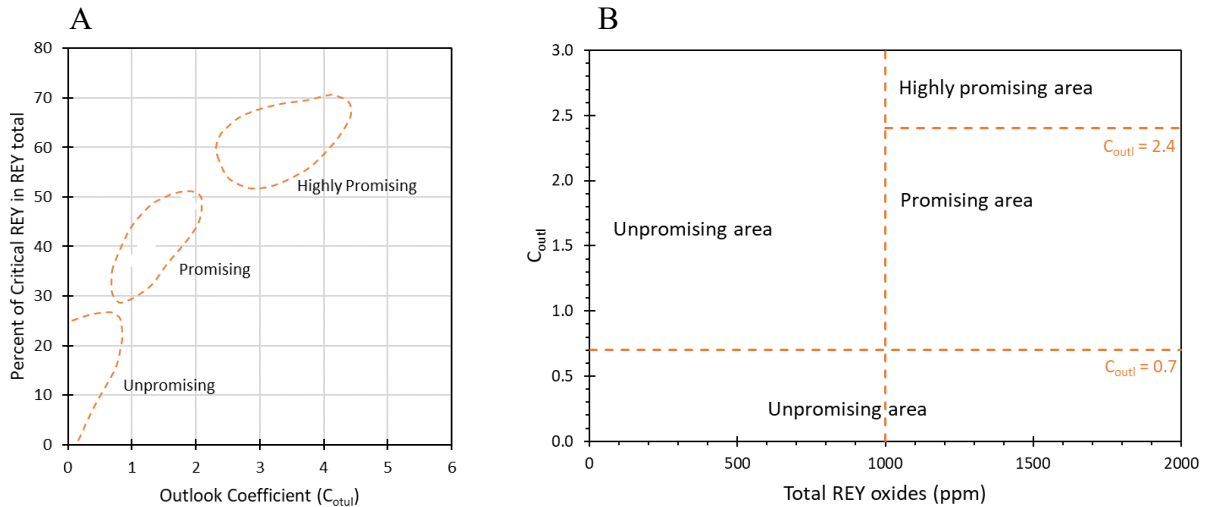 A
80
70
60
50
40
30
20
10
0
Percent of Critical REY in REY total
Highly Promising
Promising
Unpromising
0 1 2 3 4 5 6
Outlook Coefficient (Cotul)
B
3.0
2.5
2.0
1.5
1.0
0.5
0.0
Coutl
Highly promising area
Coutl = 2.4
Promising area
Unpromising area
Coutl = 0.7
Unpromising area
0 500 1000 1500 2000
Total REY oxides (ppm)